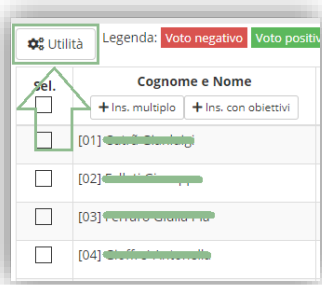 Utilità Legenda: Voto negativo Voto positiv
Sel. Cognome e Nome
+ Ins. multiplo + Ins. con obiettivi
[01]
[02]
[03]
[04]